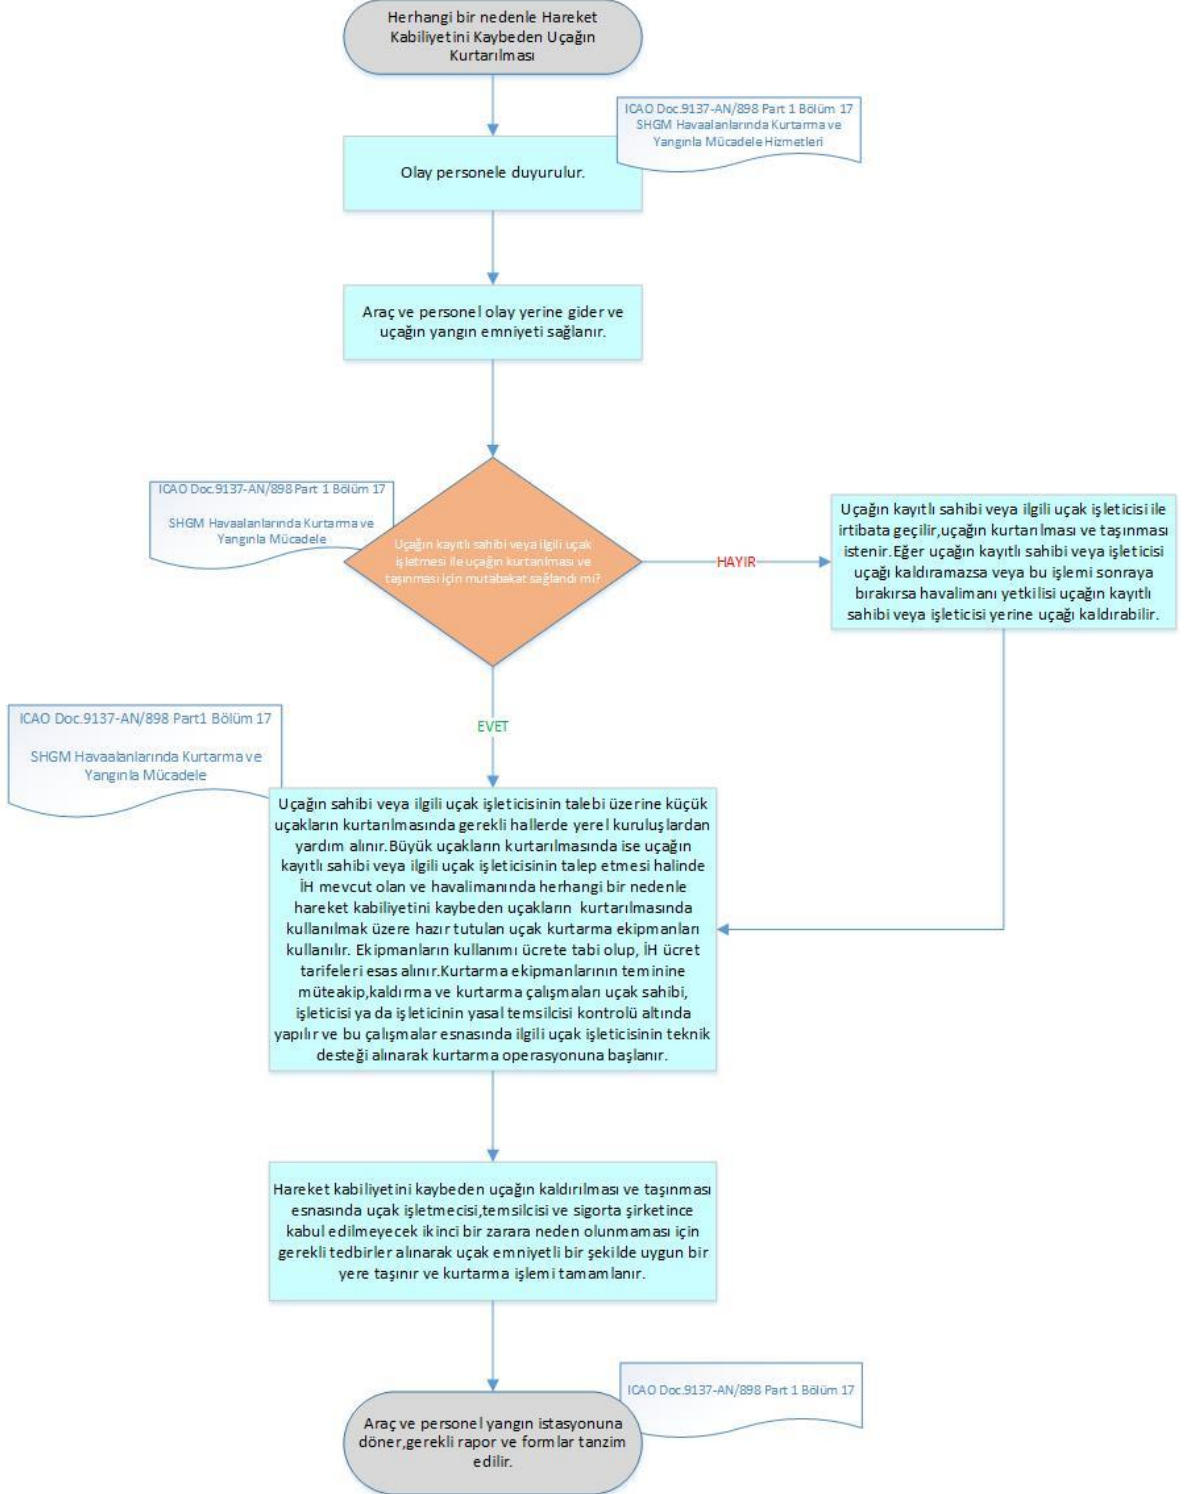 Herhangi bir nedenle Hareket
Kabiliyetini Kaybeden Uçağın
Kurtarılması
ICAO Doc.9137-AN/898 Part 1 Bölüm 17
SHGM Havaalanlarında Kurtarma ve
Yangınla Mücadele Hizmetleri
Olay personele duyurulur.
Araç ve personel olay yerine gider ve
uçağın yangın emniyeti sağlanır.
ICAO Doc.9137-AN/898 Part 1 Bölüm 17
SHGM Havaalanlarında Kurtarma ve
Yangınla Mücadele
Uçağın kayıtlı sahibi veya ilgili uçak
işletmesi ile uçağın kurtarılması ve
taşınması için mutabakat sağlandı mı?
HAYIR
Uçağın kayıtlı sahibi veya ilgili uçak işleticisi ile
irtibata geçilir,uçağın kurtarılması ve taşınması
istenir.Eğer uçağın kayıtlı sahibi veya işleticisi
uçağı kaldıramazsa veya bu işlemi sonraya
bırakırsa havalimanı yetkilisi uçağın kayıtlı
sahibi veya işleticisi yerine uçağı kaldırabilir.
EVET
ICAO Doc.9137-AN/898 Part1 Bölüm 17
SHGM Havaalanlarında Kurtarma ve
Yangınla Mücadele
Uçağın sahibi veya ilgili uçak işleticisinin talebi üzerine küçük
uçakların kurtarılmasında gerekli hallerde yerel kuruluşlardan
yardım alınır.Büyük uçakların kurtarılmasında ise uçağın
kayıtlı sahibi veya ilgili uçak işleticisinin talep etmesi halinde
İH mevcut olan ve havalimanında herhangi bir nedenle
hareket kabiliyetini kaybeden uçakların kurtarılmasında
kullanılmak üzere hazır tutulan uçak kurtarma ekipmanları
kullanılır. Ekipmanların kullanımı ücrete tabi olup, İH ücret
tarifeleri esas alınır.Kurtarma ekipmanlarının teminine
müteakip,kaldırma ve kurtarma çalışmaları uçak sahibi,
işleticisi ya da işleticinin yasal temsilcisi kontrolü altında
yapılır ve bu çalışmalar esnasında ilgili uçak işleticisinin teknik
desteği alınarak kurtarma operasyonuna başlanır.
Hareket kabiliyetini kaybeden uçağın kaldırılması ve taşınması
esnasında uçak işletmecisi,temsilcisi ve sigorta şirketince
kabul edilmeyecek ikinci bir zarara neden olunmaması için
gerekli tedbirler alınarak uçak emniyetli bir şekilde uygun bir
yere taşınır ve kurtarma işlemi tamamlanır.
ICAO Doc.9137-AN/898 Part 1 Bölüm 17
Araç ve personel yangın istasyonuna
döner,gerekli rapor ve formlar tanzim
edilir.